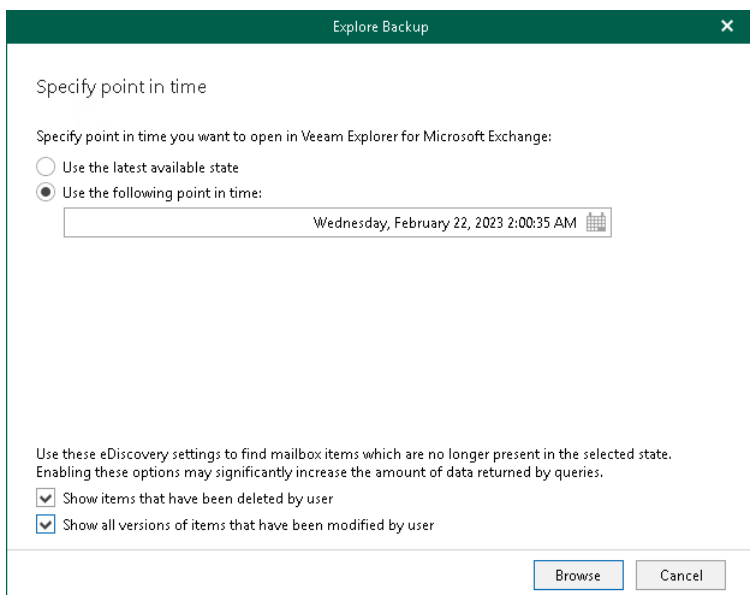 Explore Backup
Specify point in time
Specify point in time you want to open in Veeam Explorer for Microsoft Exchange:
Use the latest available state
Use the following point in time:
Wednesday, February 22, 2023 2:00:35 AM
Use these eDiscovery settings to find mailbox items which are no longer present in the selected state.
Enabling these options may significantly increase the amount of data returned by queries.
Show items that have been deleted by user
Show all versions of items that have been modified by user
Browse Cancel